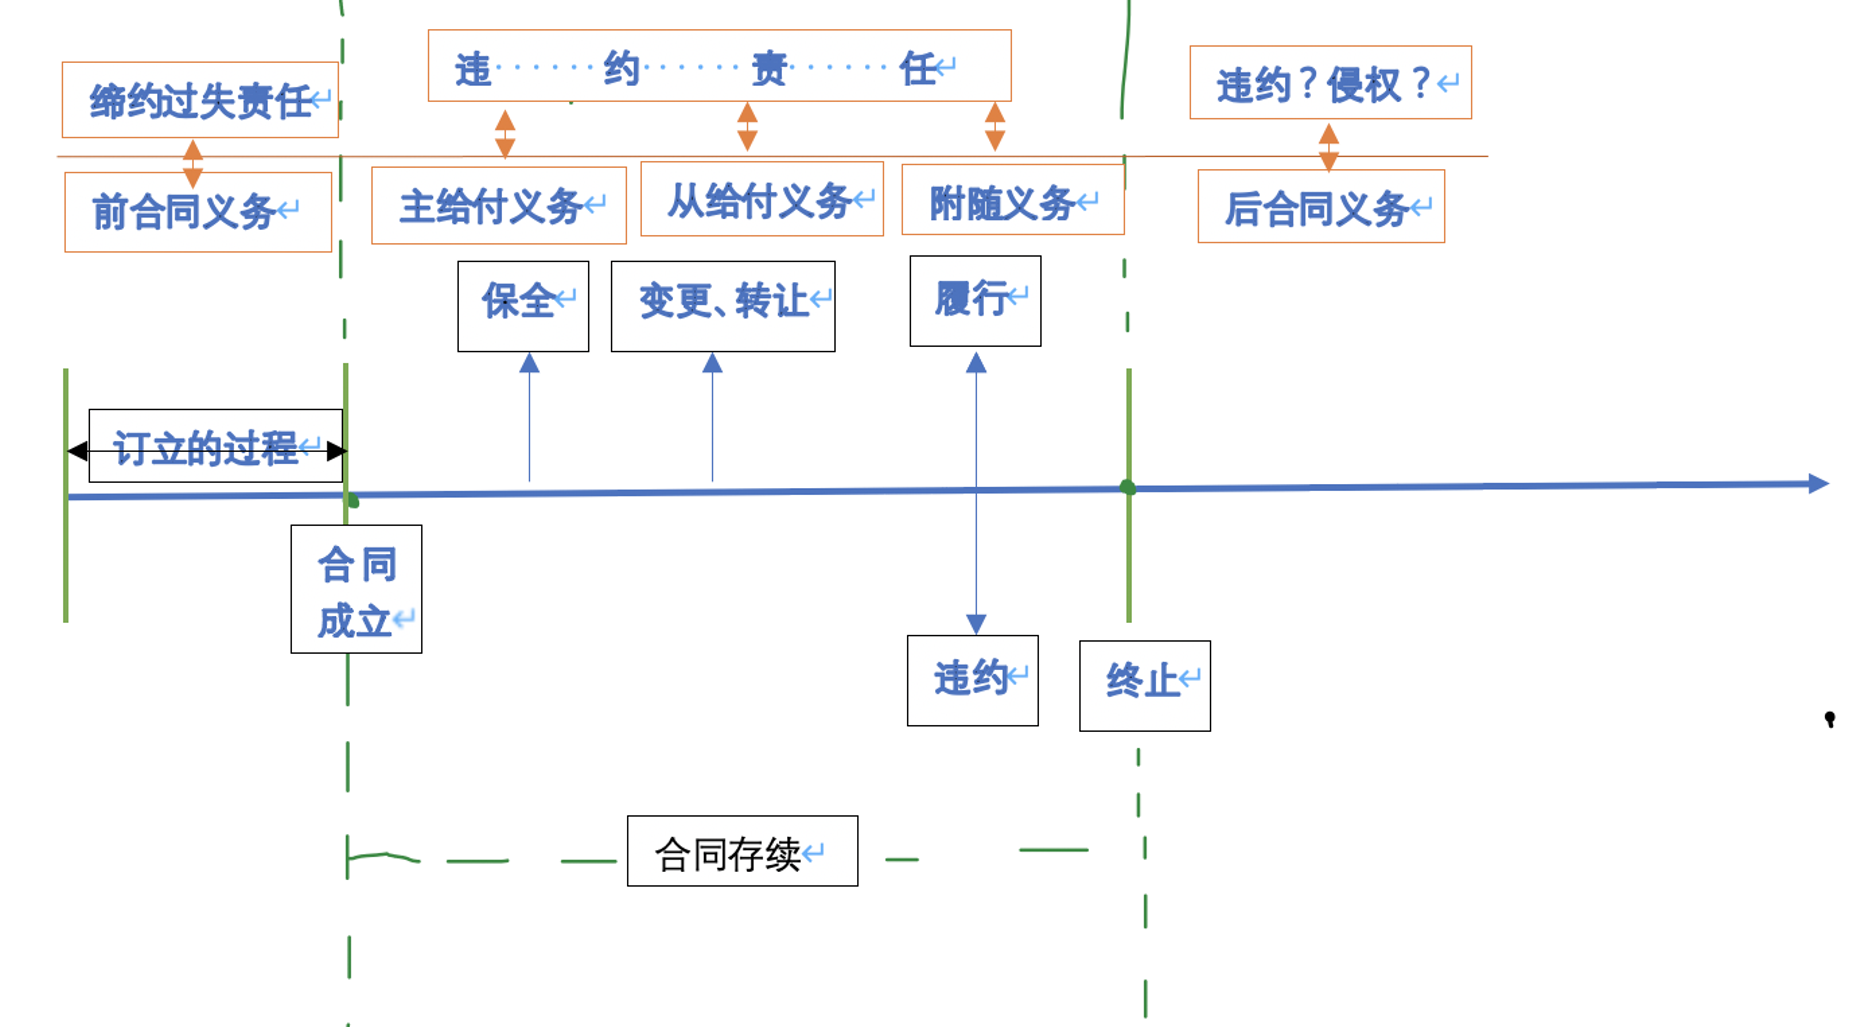 违······约······责······任↵
违约？侵权？↵
缔约过失责任↵
前合同义务↵
主给付义务↵
从给付义务↵
附随义务↵
后合同义务↵
保全↵
变更、转让↵
履行↵
订立的过程↵
合同
成立↵
违约↵
终止↵
合同存续↵